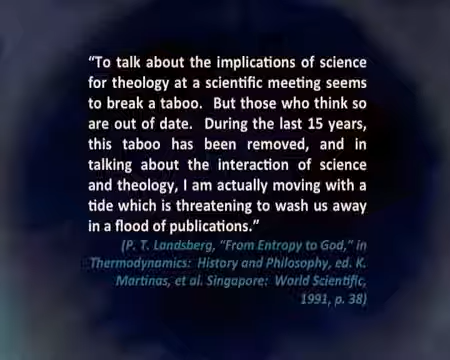 “To talk about the implications of science
for theology at a scientific meeting seems
to break a taboo.  But those who think so
are out of date.  During the last 15 years,
this taboo has been removed, and in
talking about the interaction of science
and theology, I am actually moving with a
tide which is threatening to wash us away
in a flood of publications.”
(P. T. Landsberg, “From Entropy to God,” in
Thermodynamics:  History and Philosophy, ed. K.
Martinas, et al. Singapore:  World Scientific,
1991, p. 38)